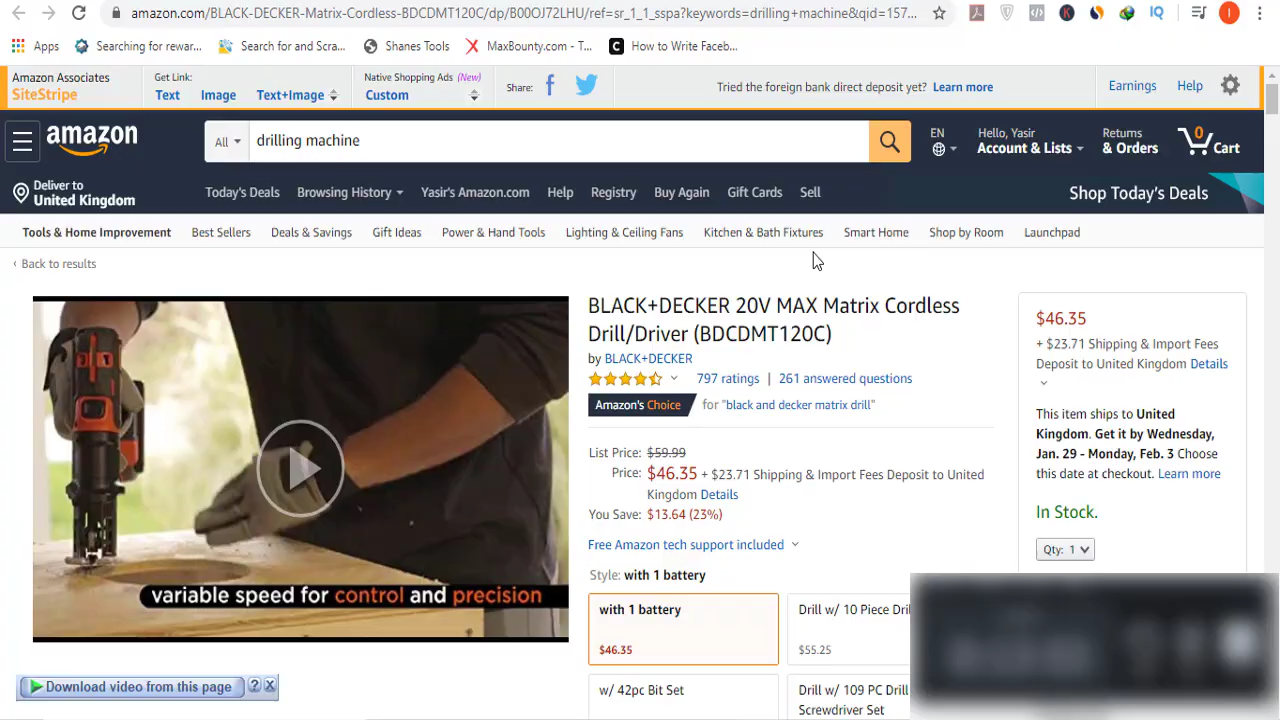 amazon.com/BLACK-DECKER-Matrix-Cordless-BDCDMT120C/dp/B00OJ72LHU/ref=sr_1_1_sspa?keywords=drilling+machine&qid=157...
I
Apps
Searching for rewar...
Search for and Scra...
Shanes Tools
MaxBounty.com - T...
How to Write Faceb...
Amazon Associates
SiteStripe
Get Link:
Text
Image
Text+Image
Native Shopping Ads (New)
Custom
Share:
Tried the foreign bank direct deposit yet? Learn more
Earnings
Help
amazon
All
drilling machine
EN
Hello, Yasir
Account & Lists
Returns
& Orders
0
Cart
Deliver to
United Kingdom
Today's Deals
Browsing History
Yasir's Amazon.com
Help
Registry
Buy Again
Gift Cards
Sell
Shop Today's Deals
Tools & Home Improvement
Best Sellers
Deals & Savings
Gift Ideas
Power & Hand Tools
Lighting & Ceiling Fans
Kitchen & Bath Fixtures
Smart Home
Shop by Room
Launchpad
‹ Back to results
variable speed for control and precision
Download video from this page
?
X
BLACK+DECKER 20V MAX Matrix Cordless
Drill/Driver (BDCDMT120C)
by BLACK+DECKER
797 ratings | 261 answered questions
Amazon's Choice for "black and decker matrix drill"
List Price: $59.99
Price: $46.35 + $23.71 Shipping & Import Fees Deposit to United
Kingdom Details
You Save: $13.64 (23%)
Free Amazon tech support included
Style: with 1 battery
with 1 battery
$46.35
Drill w/ 10 Piece Dril
$55.25
w/ 42pc Bit Set
Drill w/ 109 PC Drill
Screwdriver Set
$46.35
+ $23.71 Shipping & Import Fees
Deposit to United Kingdom Details
This item ships to United
Kingdom. Get it by Wednesday,
Jan. 29 - Monday, Feb. 3 Choose
this date at checkout. Learn more
In Stock.
Qty: 1